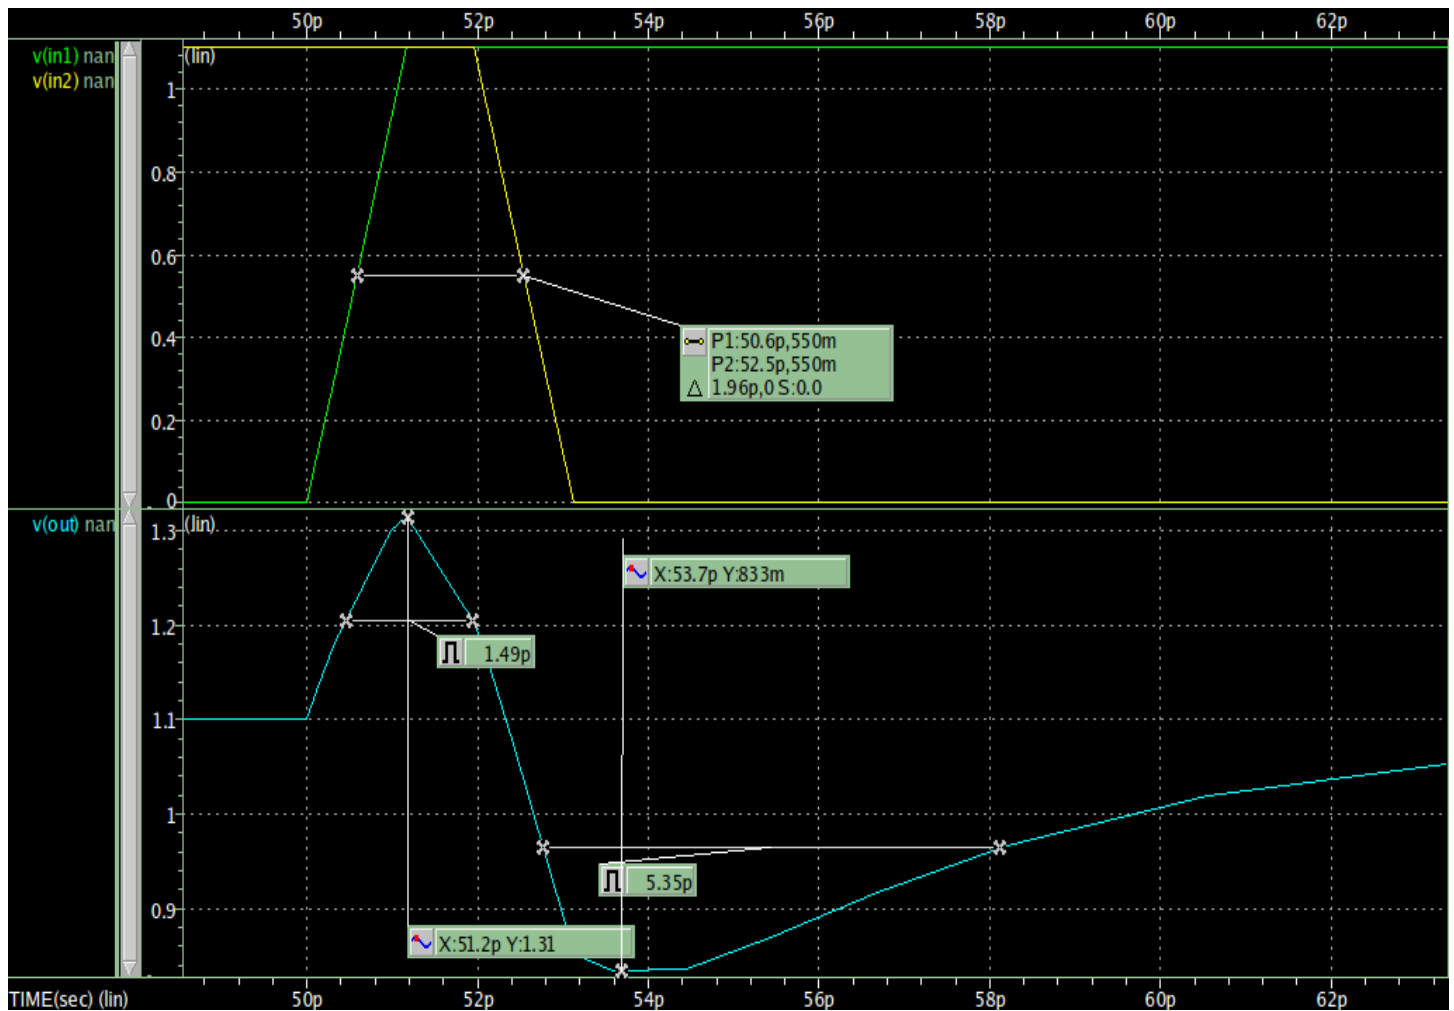 50p 52p 54p 56p 58p 60p 62p
v(in1) nan
v(in2) nan
(lin)
1
0.8
0.6
0.4
0.2
0
P1:50.6p,550m
P2:52.5p,550m
△ 1.96p,0 S:0.0
v(out) nan
(lin)
1.3
1.2
1.1
1
0.9
X:53.7p Y:833m
1.49p
5.35p
X:51.2p Y:1.31
TIME(sec) (lin) 50p 52p 54p 56p 58p 60p 62p